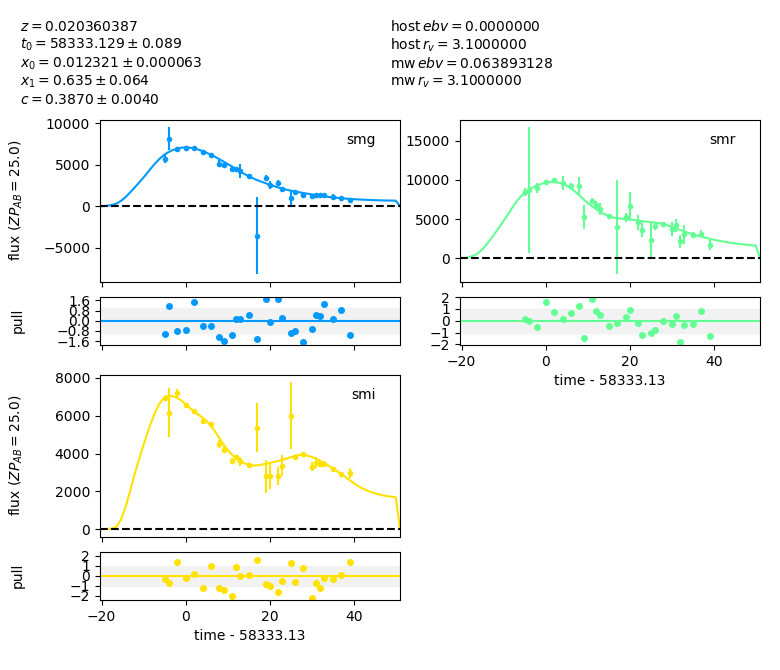 z = 0.020360387
t₀ = 58333.129 ± 0.089
x₀ = 0.012321 ± 0.000063
x₁ = 0.635 ± 0.064
c = 0.3870 ± 0.0040
host ebv = 0.0000000
host r_v = 3.1000000
mw ebv = 0.063893128
mw r_v = 3.1000000
smg
10000
5000
0
−5000
flux (ZP_AB = 25.0)
1.6
0.8
0.0
−0.8
−1.6
pull
smr
15000
10000
5000
0
2
1
0
−1
−2
−20 0 20 40
time - 58333.13
smi
8000
6000
4000
2000
0
flux (ZP_AB = 25.0)
2
1
0
−1
−2
pull
−20 0 20 40
time - 58333.13